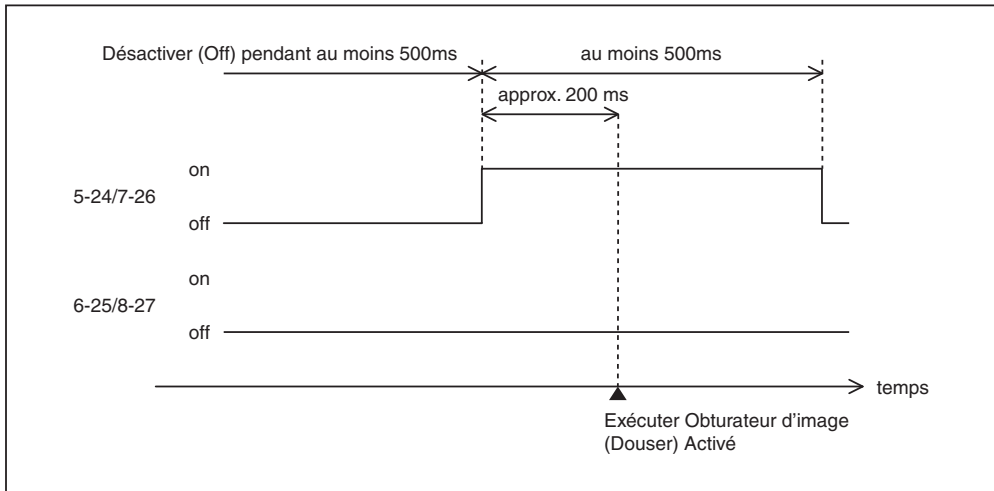 Désactiver (Off) pendant au moins 500ms
au moins 500ms
approx. 200 ms
on
5-24/7-26
off
on
6-25/8-27
off
temps
Exécuter Obturateur d'image
(Douser) Activé